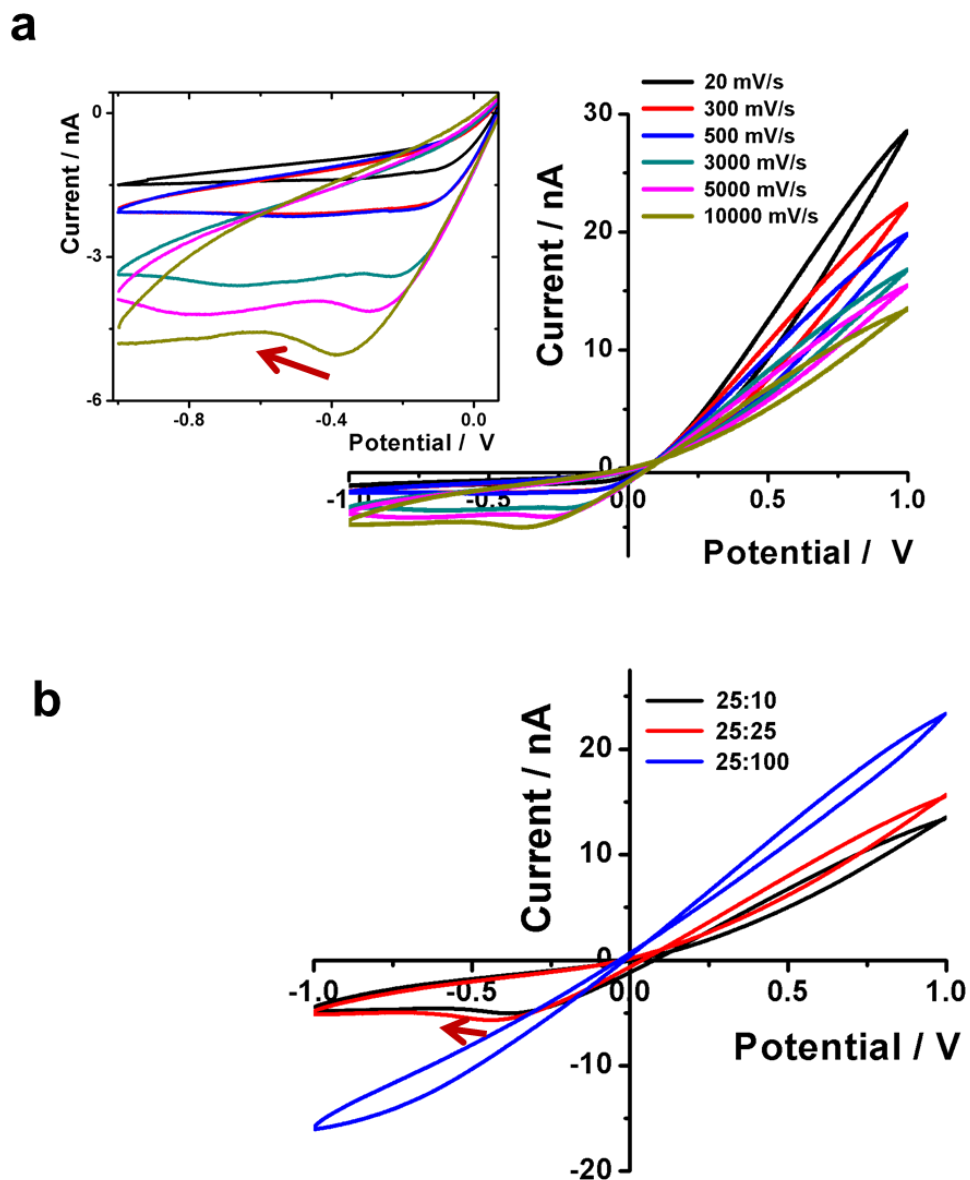 a
20 mV/s
300 mV/s
500 mV/s
3000 mV/s
5000 mV/s
10000 mV/s
0
-3
-6
Current / nA
-0.8
-0.4
0.0
Potential / V
30
20
10
0
Current / nA
-1.0
-0.5
0.0
0.5
1.0
Potential / V
b
25:10
25:25
25:100
20
10
0
-10
-20
Current / nA
-1.0
-0.5
0.0
0.5
1.0
Potential / V